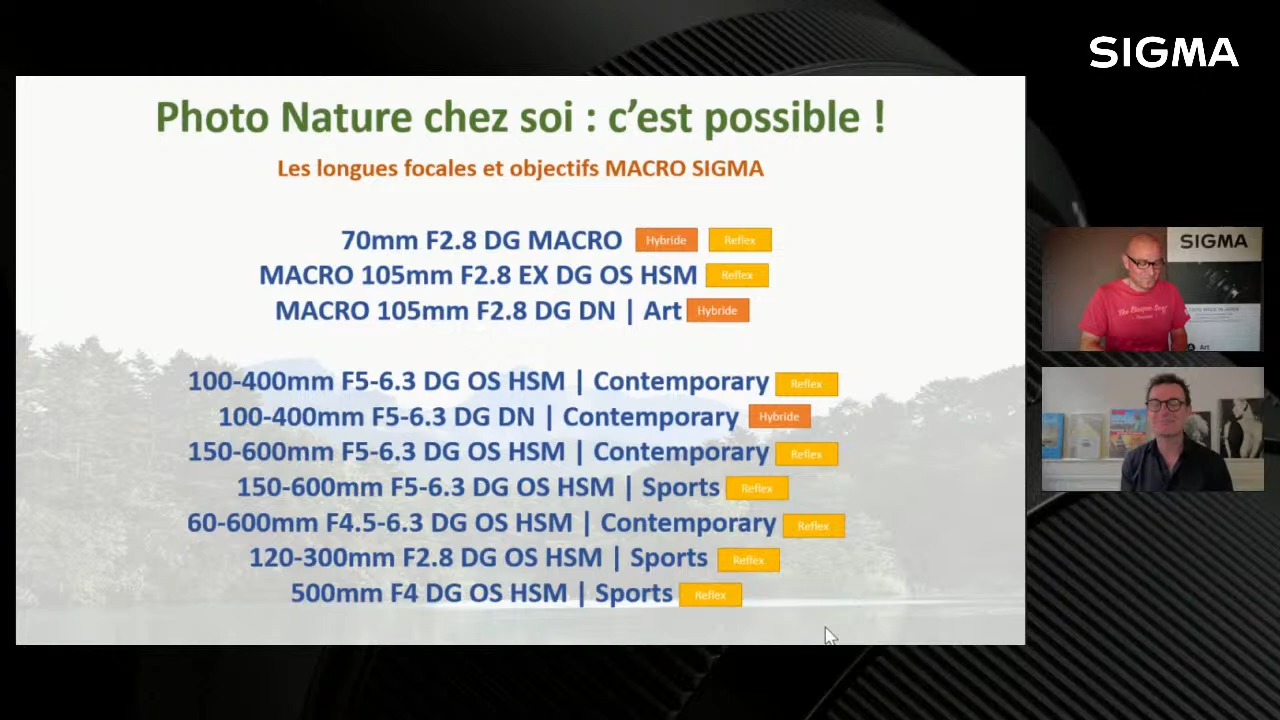 SIGMA
Photo Nature chez soi : c'est possible !
Les longues focales et objectifs MACRO SIGMA
70mm F2.8 DG MACRO Hybride Reflex
MACRO 105mm F2.8 EX DG OS HSM Reflex
MACRO 105mm F2.8 DG DN | Art Hybride
100-400mm F5-6.3 DG OS HSM | Contemporary Reflex
100-400mm F5-6.3 DG DN | Contemporary Hybride
150-600mm F5-6.3 DG OS HSM | Contemporary Reflex
150-600mm F5-6.3 DG OS HSM | Sports Reflex
60-600mm F4.5-6.3 DG OS HSM | Contemporary Reflex
120-300mm F2.8 DG OS HSM | Sports Reflex
500mm F4 DG OS HSM | Sports Reflex
SIGMA
Art